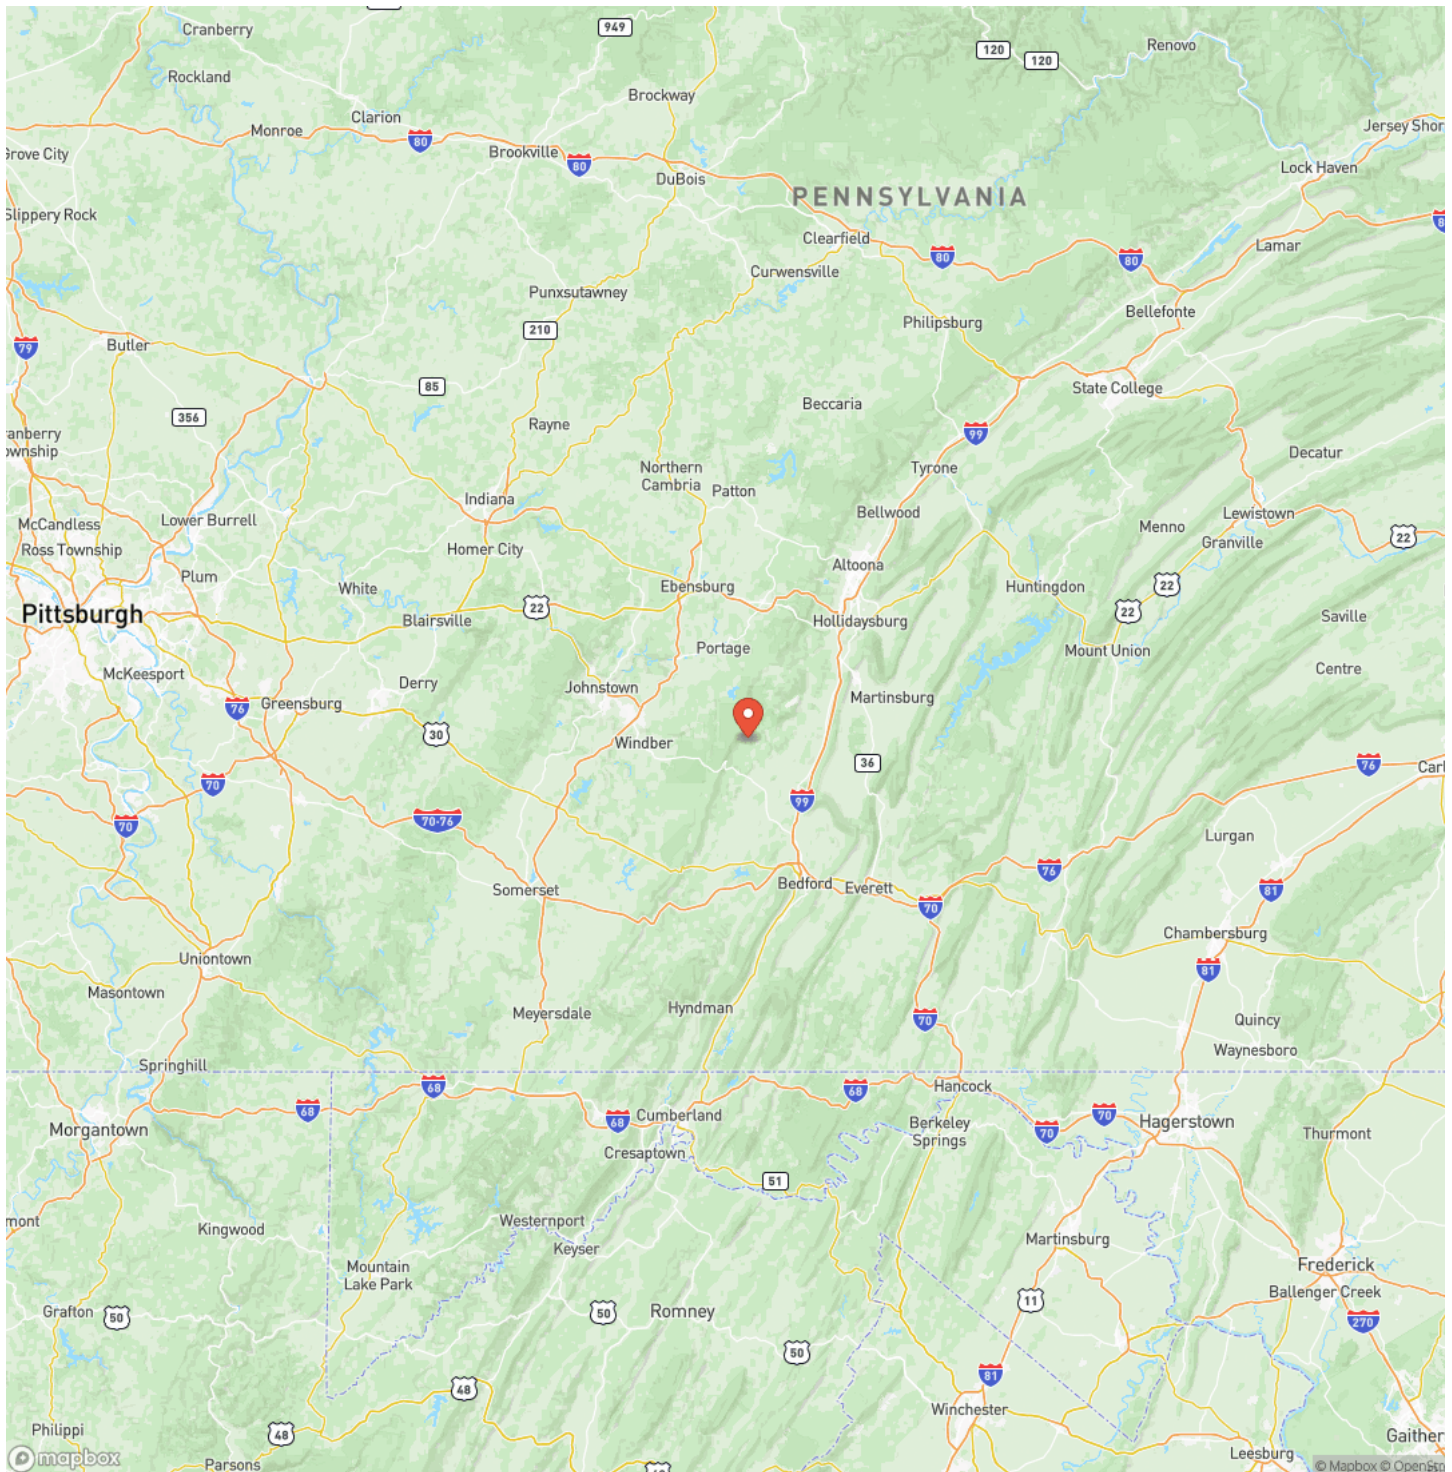 Cranberry
949
120
120
Renovo
Rockland
Brockway
Clarion
Monroe
80
Jersey Shor
Grove City
Brookville
80
DuBois
Lock Haven
PENNSYLVANIA
Slippery Rock
Clearfield
80
80
Lamar
Curwensville
Punxsutawney
Bellefonte
Philipsburg
210
79
Butler
85
State College
356
Beccaria
Rayne
ranberry
ownship
99
Decatur
Northern
Cambria
Tyrone
Patton
Indiana
Bellwood
McCandless
Lower Burrell
Lewistown
Menno
22
Ross Township
Homer City
Granville
Altoona
Plum
White
Ebensburg
Huntingdon
22
22
22
Pittsburgh
Blairsville
Hollidaysburg
Saville
Portage
Mount Union
McKeesport
Derry
Johnstown
Martinsburg
Centre
Greensburg
76
30
Windber
36
76
Carl
70
99
70-76
70
Lurgan
76
Somerset
Bedford
Everett
81
70
Chambersburg
Uniontown
81
Masontown
Meyersdale
Hyndman
70
Quincy
Waynesboro
Springhill
68
68
Hancock
68
Cumberland
68
Berkeley
Springs
70
70
Hagerstown
Morgantown
Thurmont
Cresaptown
51
mont
Kingwood
Westernport
Keyser
Martinsburg
Mountain
Lake Park
Frederick
Ballenger Creek
Grafton
50
50
Romney
11
270
50
81
48
Winchester
Philippi
48
Gaither
Leesburg
Parsons
mapbox
© Mapbox © OpenStr